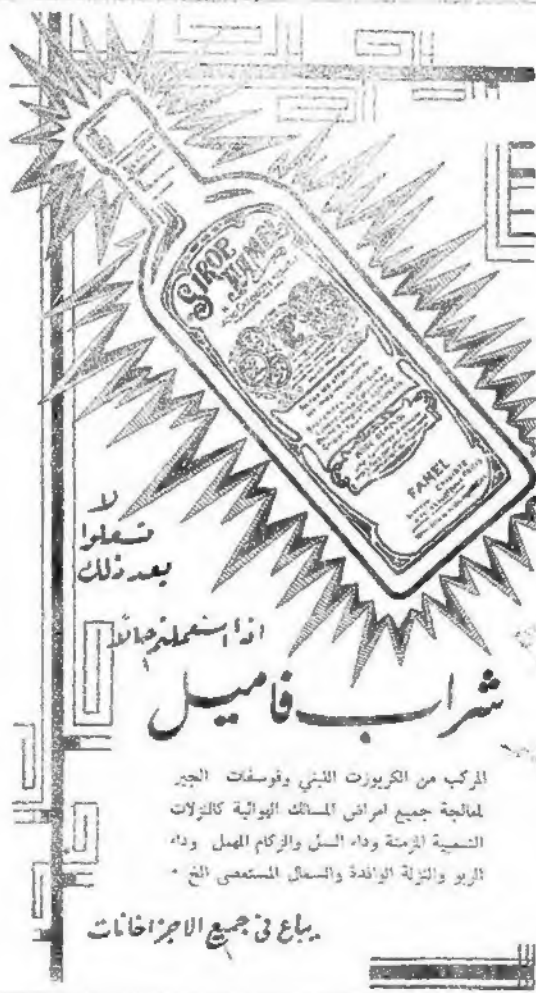 SIROP
FAMEL
FAMEL
لا
تسعلوا
بعد ذلك
اذا استعملتم حالاً
شراب فاميل
المركب من الكريوزت اللبني وفوسفات الجير
لمعالجة جميع امراض المسالك الهوائية كالنزلات
الشعبية المزمنة وداء السل والزكام المهمل وداء
الربو والنزلة الوافدة والسعال المستعصى الخ ٠
يباع في جميع الاجزاخانات